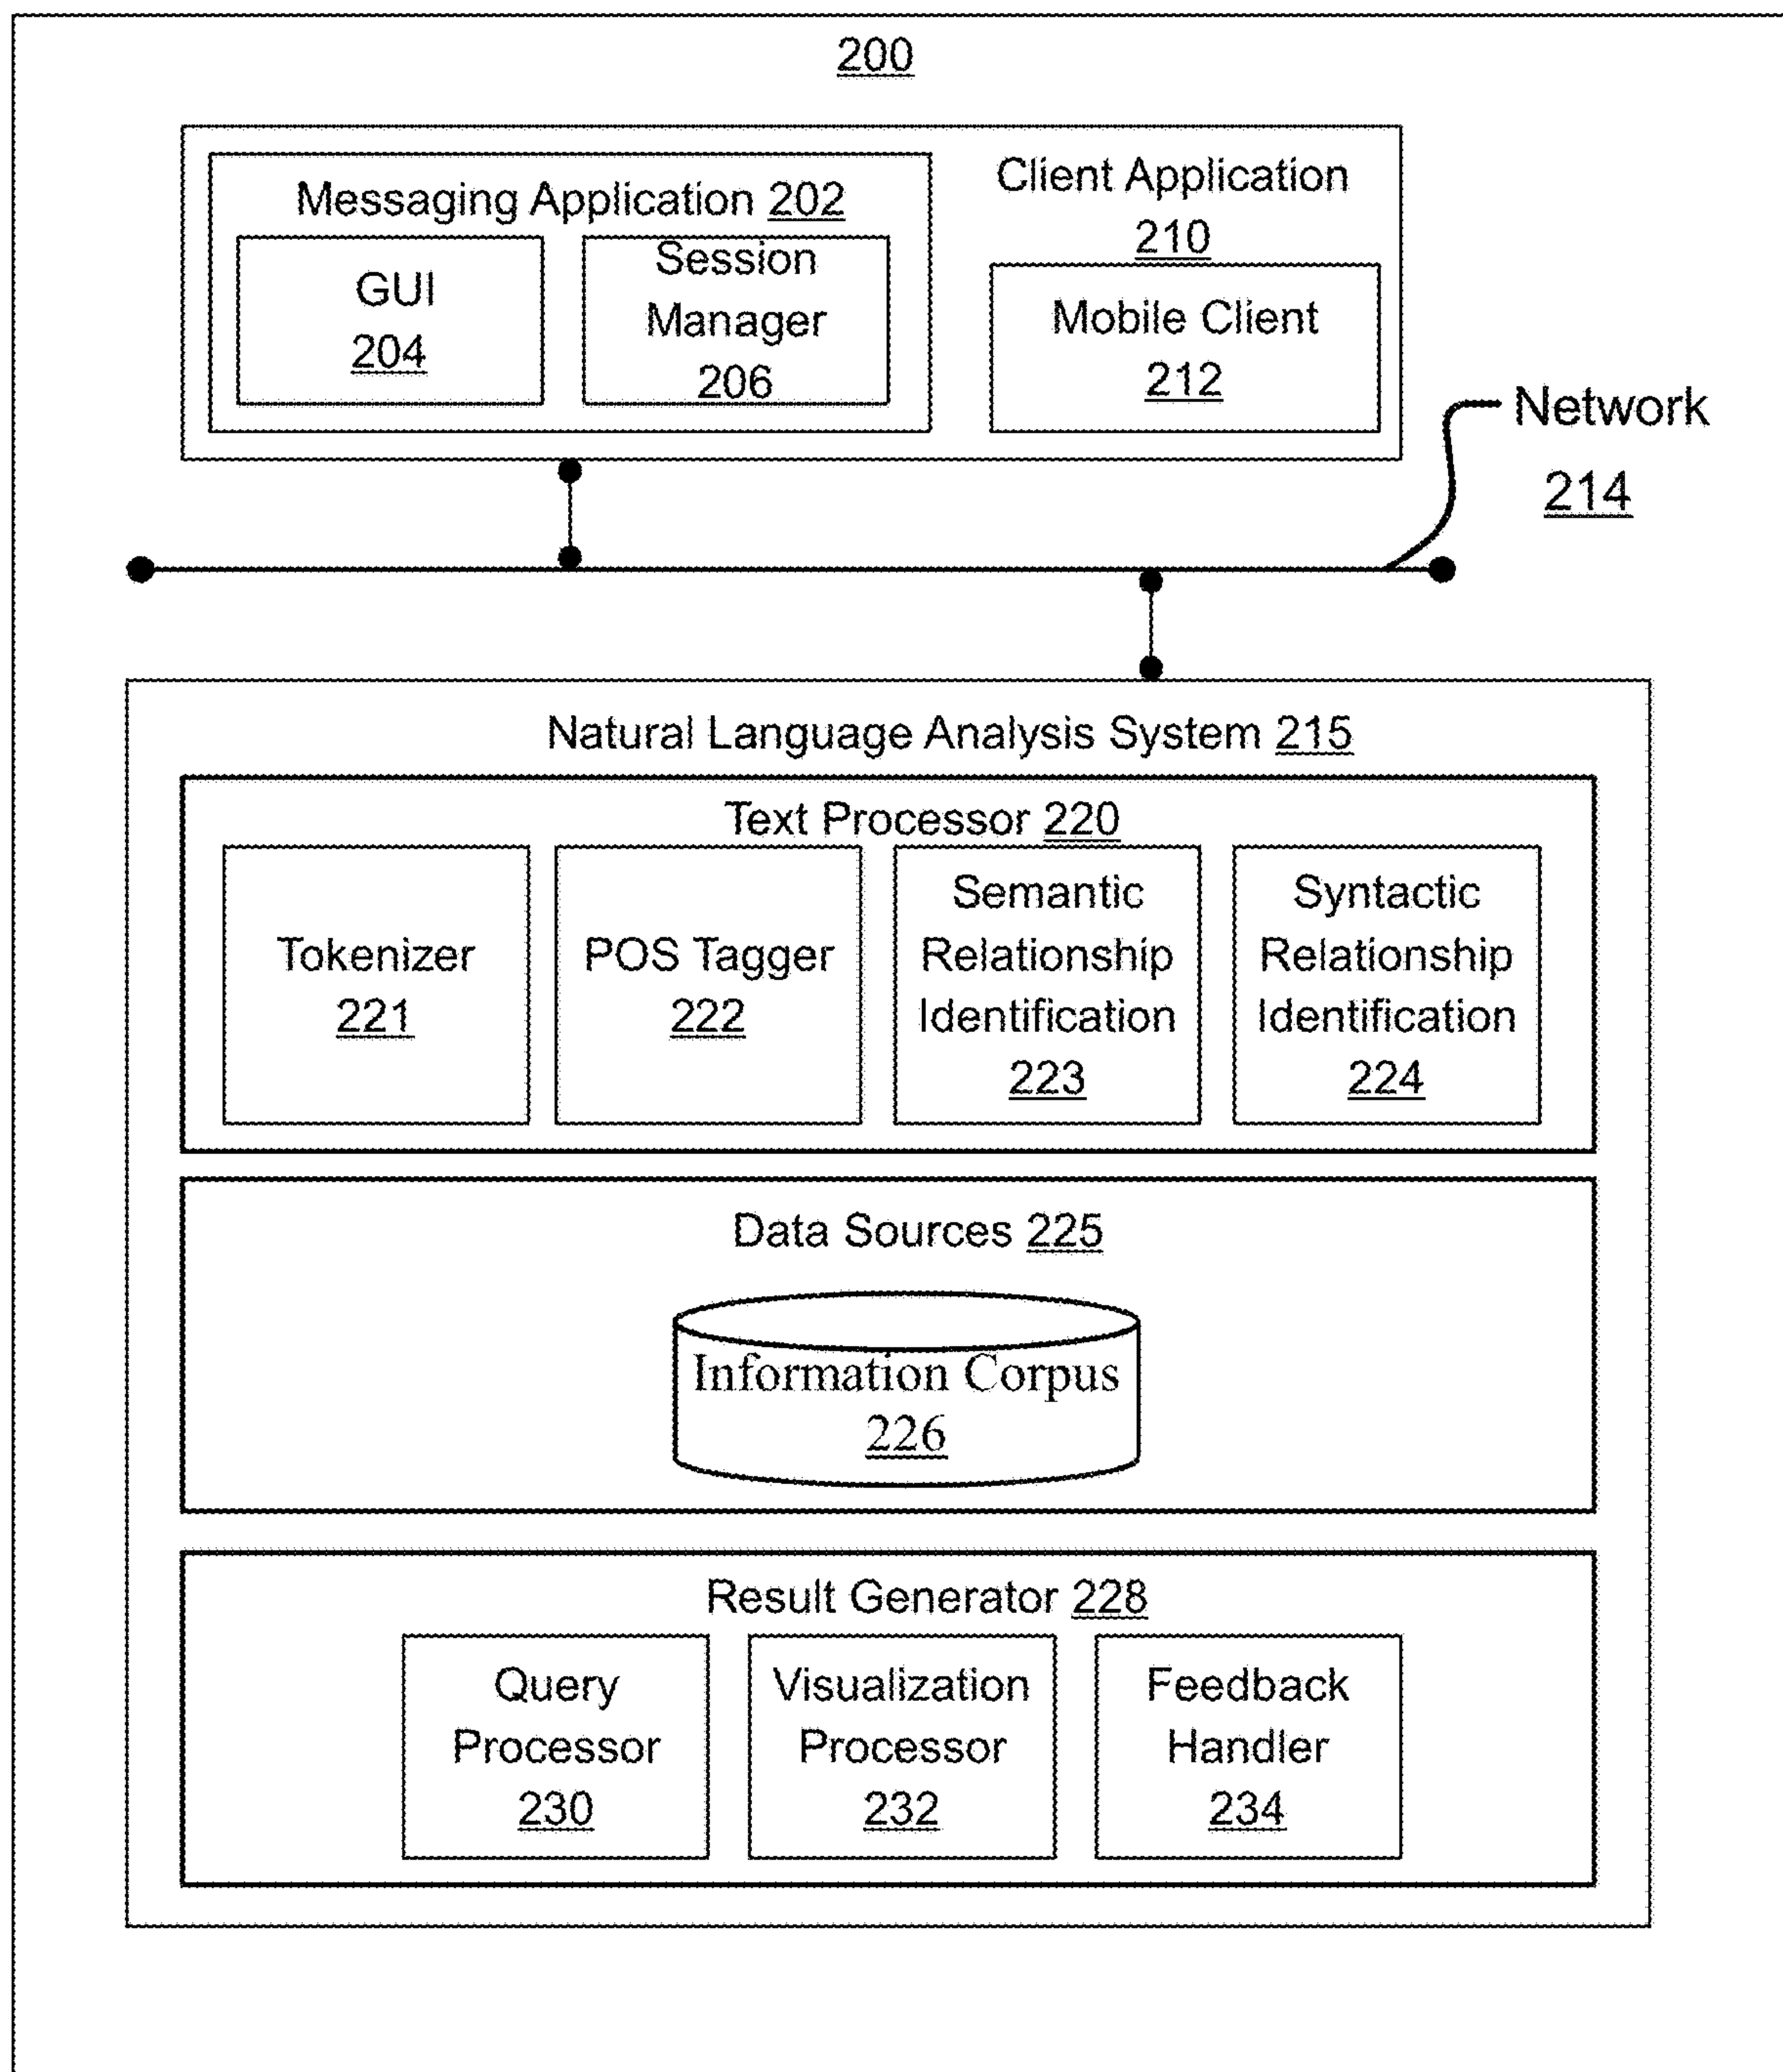 200
Messaging Application 202
GUI
204
Session
Manager
206
Client Application
210
Mobile Client
212
Network
214
Natural Language Analysis System 215
Text Processor 220
Tokenizer
221
POS Tagger
222
Semantic
Relationship
Identification
223
Syntactic
Relationship
Identification
224
Data Sources 225
Information Corpus
226
Result Generator 228
Query
Processor
230
Visualization
Processor
232
Feedback
Handler
234